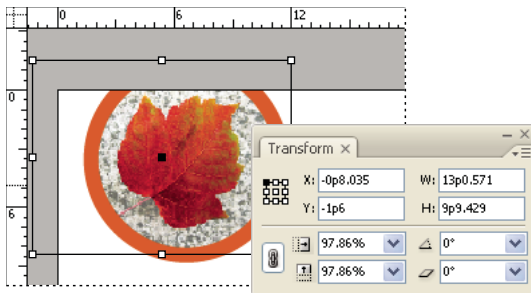 0 6 12
0
6
Transform ×
X: -0p8.035 W: 13p0.571
Y: -1p6 H: 9p9.429
97.86% 0°
97.86% 0°